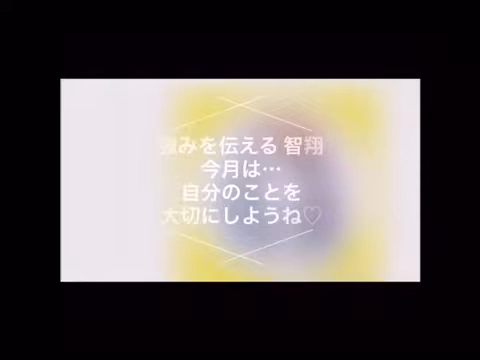 みを伝える 智翔
今月は…
自分のことを
大切にしようね♡